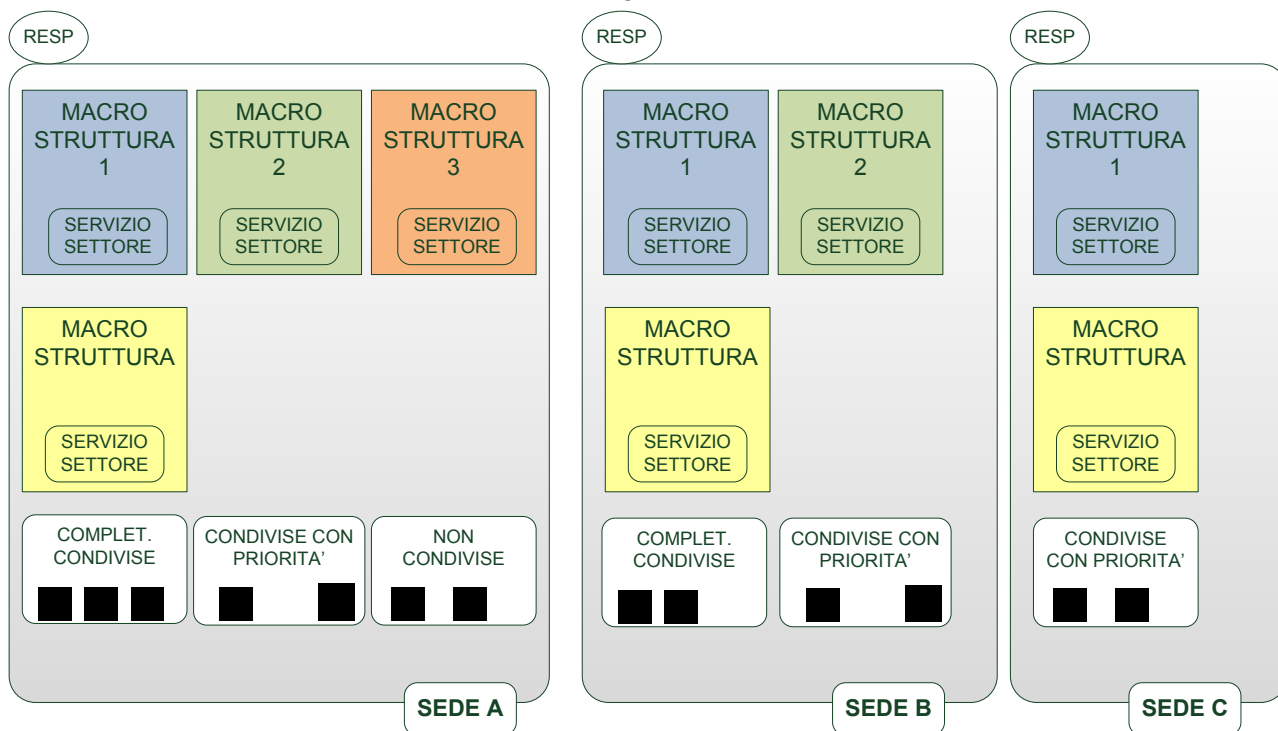 RESP
MACRO
STRUTTURA
1
SERVIZIO
SETTORE
MACRO
STRUTTURA
2
SERVIZIO
SETTORE
MACRO
STRUTTURA
3
SERVIZIO
SETTORE
MACRO
STRUTTURA
SERVIZIO
SETTORE
COMPLET.
CONDIVISE
CONDIVISE CON
PRIORITA'
NON
CONDIVISE
SEDE A
RESP
MACRO
STRUTTURA
1
SERVIZIO
SETTORE
MACRO
STRUTTURA
2
SERVIZIO
SETTORE
MACRO
STRUTTURA
SERVIZIO
SETTORE
COMPLET.
CONDIVISE
CONDIVISE CON
PRIORITA'
SEDE B
RESP
MACRO
STRUTTURA
1
SERVIZIO
SETTORE
MACRO
STRUTTURA
SERVIZIO
SETTORE
CONDIVISE
CON PRIORITA'
SEDE C